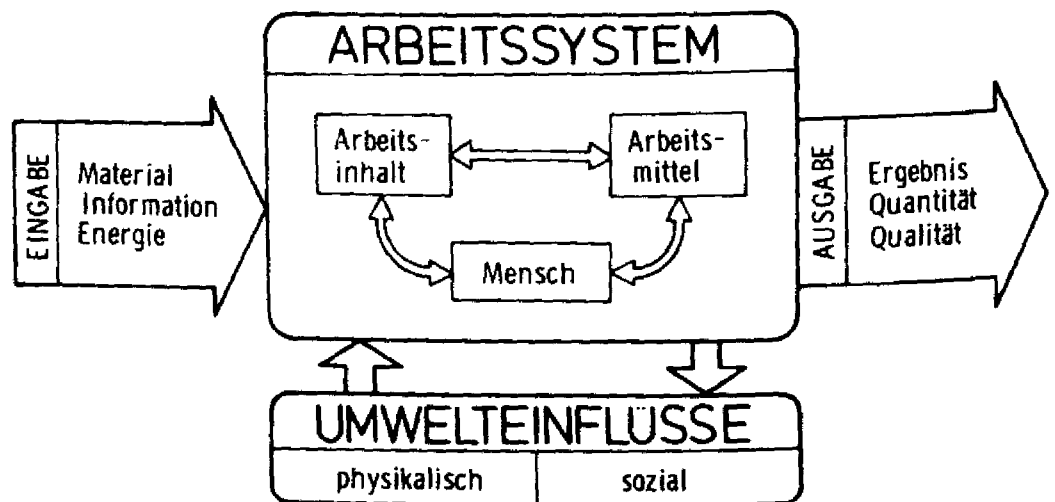 ARBEITSSYSTEM
EINGABE
Material
Information
Energie
Arbeits-
inhalt
Arbeits-
mittel
Mensch
AUSGABE
Ergebnis
Quantität
Qualität
UMWELTEINFLÜSSE
physikalisch
sozial